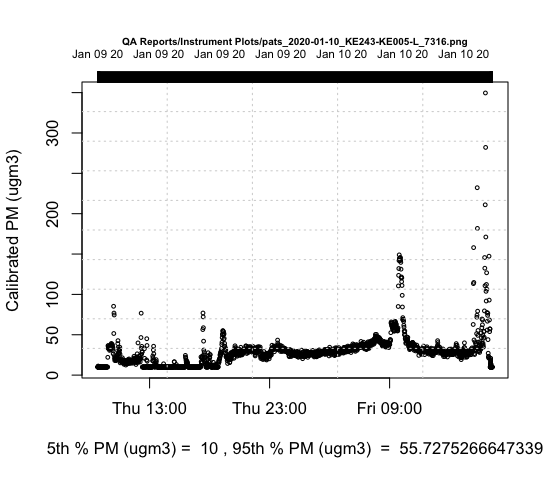 QA Reports/Instrument Plots/pats_2020-01-10_KE243-KE005-L_7316.png
Jan 09 20 Jan 09 20 Jan 09 20 Jan 09 20 Jan 10 20 Jan 10 20 Jan 10 20
Calibrated PM (ugm3)
300
200
100
50
0
Thu 13:00 Thu 23:00 Fri 09:00
5th % PM (ugm3) = 10 , 95th % PM (ugm3) = 55.7275266647339